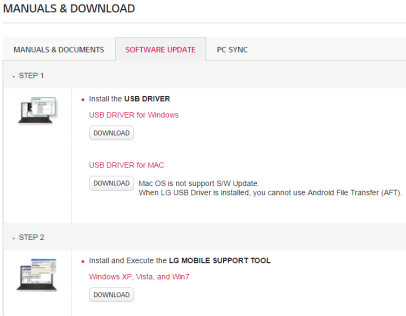 MANUALS & DOWNLOAD
MANUALS & DOCUMENTS SOFTWARE UPDATE PC SYNC
STEP 1
Install the USB DRIVER
USB DRIVER for Windows
DOWNLOAD
USB DRIVER for MAC
DOWNLOAD Mac OS is not support S/W Update.
When LG USB Driver is installed, you cannot use Android File Transfer (AFT).
STEP 2
Install and Execute the LG MOBILE SUPPORT TOOL
Windows XP, Vista, and Win7
DOWNLOAD